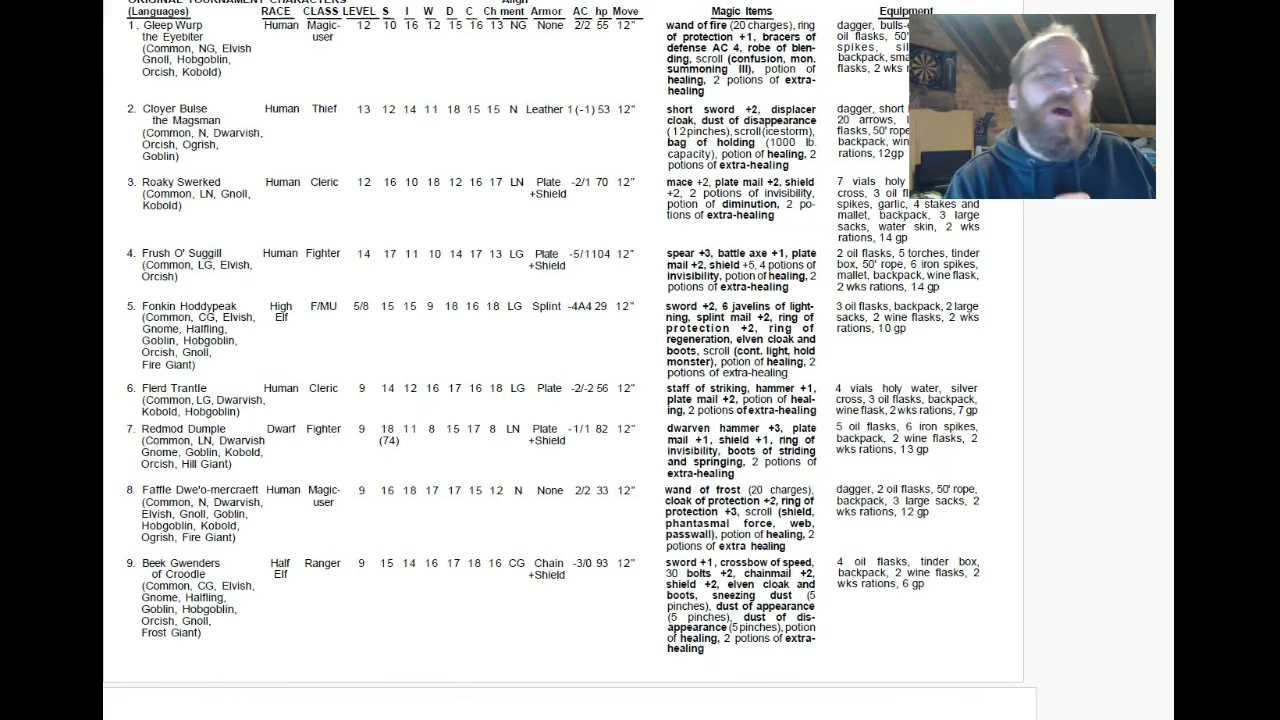 ORIGINAL TOURNAMENT CHARACTERS
Align
(Languages) RACE CLASS LEVEL S I W D C Ch ment Armor AC hp Move Magic Items Equipment
1. Gleep Wurp Human Magic- 12 10 16 12 15 16 13 NG None 2/2 55 12" wand of fire (20 charges), ring dagger, bulls-
the Eyebiter user of protection +1, bracers of oil flasks, 50'
(Common, NG, Elvish defense AC 4, robe of blen- spikes,
Gnoll, Hobgoblin, ding, scroll (confusion, mon. backpack,
Orcish, Kobold) summoning III), potion of flasks, 2 wks
healing, 2 potions of extra-
healing
2. Cloyer Bulse Human Thief 13 12 14 11 18 15 15 N Leather 1 (-1) 53 12" short sword +2, displacer dagger, short
the Magsman cloak, dust of disappearance 20 arrows,
(Common, N, Dwarvish, (12pinches), scroll (icestorm), flasks, 50' rope
Orcish, Ogrish, bag of holding (1000 lb. backpack,
Goblin) capacity), potion of healing, 2 rations, 12gp
potions of extra-healing
3. Roaky Swerked Human Cleric 12 16 10 18 12 16 17 LN Plate -2/1 70 12" mace +2, plate mail +2, shield 7 vials holy
(Common, LN, Gnoll, +Shield +2, 2 potions of invisibility, cross, 3 oil
Kobold) potion of diminution, 2 po- spikes, garlic, 4 stakes and
tions of extra-healing mallet, backpack, 3 large
sacks, water skin, 2 wks
rations, 14 gp
4. Frush O' Suggill Human Fighter 14 17 11 10 14 17 13 LG Plate -5/1 104 12" spear +3, battle axe +1, plate 2 oil flasks, 5 torches, tinder
(Common, LG, Elvish, +Shield mail +2, shield +5, 4 potions of box, 50' rope, 6 iron spikes,
Orcish) invisibility, potion of healing, 2 mallet, backpack, wine flask,
potions of extra-healing 2 wks rations, 14 gp
5. Fonkin Hoddypeak High F/MU 5/8 15 15 9 18 16 18 LG Splint -4A4 29 12" sword +2, 6 javelins of light- 3 oil flasks, backpack, 2 large
(Common, CG, Elvish, Elf ning, splint mail +2, ring of sacks, 2 wine flasks, 2 wks
Gnome, Halfling, protection +2, ring of rations, 10 gp
Goblin, Hobgoblin, regeneration, elven cloak and
Orcish, Gnoll, boots, scroll (cont. light, hold
Fire Giant) monster), potion of healing, 2
potions of extra-healing
6. Flerd Trantle Human Cleric 9 14 12 16 17 16 18 LG Plate -2/-2 56 12" staff of striking, hammer +1, 4 vials holy water, silver
(Common, LG, Dwarvish, plate mail +2, potion of heal- cross, 3 oil flasks, backpack,
Kobold, Hobgoblin) ing, 2 potions of extra-healing wine flask, 2 wks rations, 7 gp
7. Redmod Dumple Dwarf Fighter 9 18 11 8 15 17 8 LN Plate -1/1 82 12" dwarven hammer +3, plate 5 oil flasks, 6 iron spikes,
(Common, LN, Dwarvish (74) +Shield mail +1, shield +1, ring of backpack, 2 wine flasks, 2
Gnome, Goblin, Kobold, invisibility, boots of striding wks rations, 13 gp
Orcish, Hill Giant) and springing, 2 potions of
extra-healing
8. Faffle Dwe'o-mercraeft Human Magic- 9 16 18 17 17 15 12 N None 2/2 33 12" wand of frost (20 charges), dagger, 2 oil flasks, 50' rope,
(Common, N, Dwarvish, user cloak of protection +2, ring of backpack, 3 large sacks, 2
Elvish, Gnoll, Goblin, protection +3, scroll (shield, wks rations, 12 gp
Hobgoblin, Kobold, phantasmal force, web,
Ogrish, Fire Giant) passwall), potion of healing, 2
potions of extra healing
9. Beek Gwenders Half Ranger 9 15 14 16 17 18 16 CG Chain -3/0 93 12" sword +1, crossbow of speed, 4 oil flasks, tinder box,
of Croodle Elf +Shield 30 bolts +2, chainmail +2, backpack, 2 wine flasks, 2
(Common, CG, Elvish, shield +2, elven cloak and wks rations, 6 gp
Gnome, Halfling, boots, sneezing dust (5
Goblin, Hobgoblin, pinches), dust of appearance
Orcish, Gnoll, (5 pinches), dust of dis-
Frost Giant) appearance (5 pinches), potion
of healing, 2 potions of extra-
healing